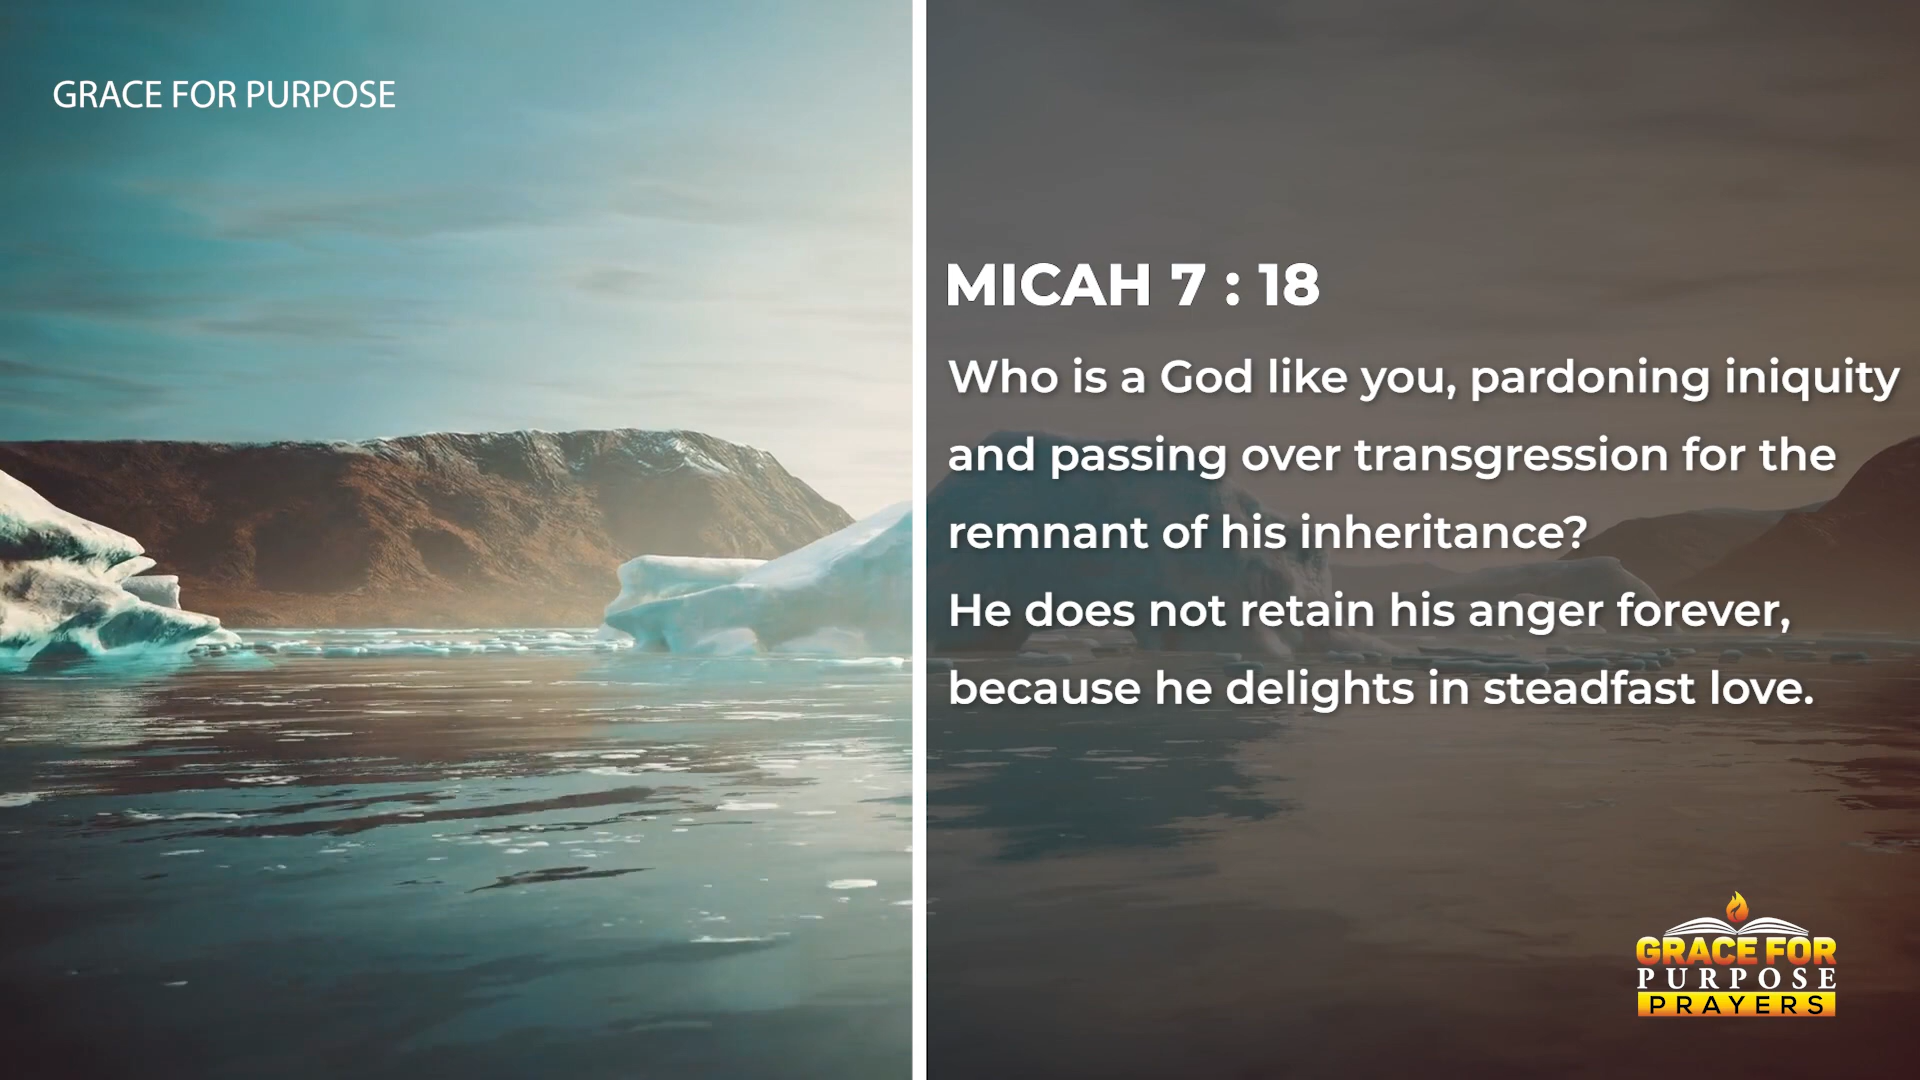 GRACE FOR PURPOSE
MICAH 7 : 18
Who is a God like you, pardoning iniquity
and passing over transgression for the
remnant of his inheritance?
He does not retain his anger forever,
because he delights in steadfast love.
GRACE FOR
PURPOSE
PRAYERS